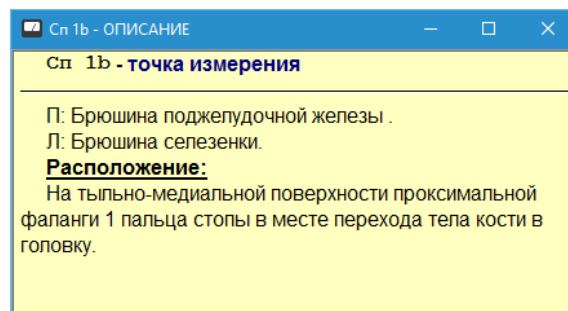 Сп 1b - ОПИСАНИЕ
Сп 1b - точка измерения
П: Брюшина поджелудочной железы .
Л: Брюшина селезенки.
Расположение:
На тыльно-медиальной поверхности проксимальной
фаланги 1 пальца стопы в месте перехода тела кости в
головку.